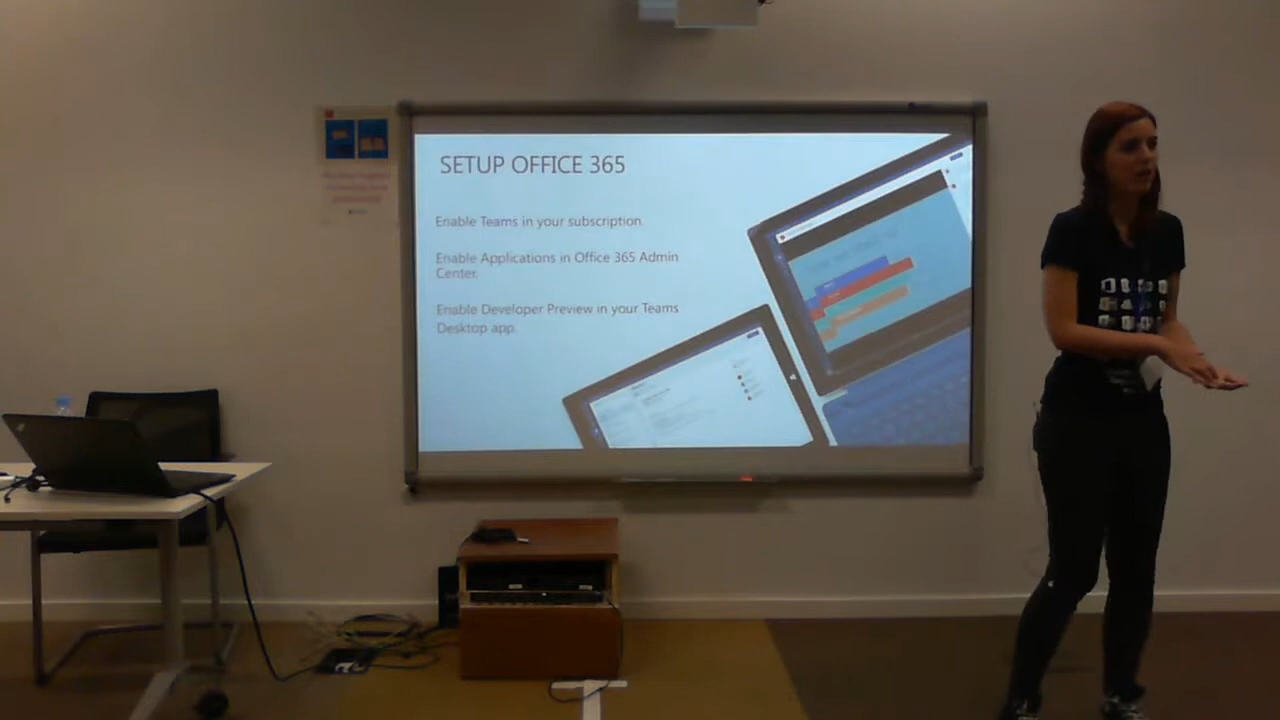 SETUP OFFICE 365
Enable Teams in your subscription.
Enable Applications in Office 365 Admin
Center.
Enable Developer Preview in your Teams
Desktop app.